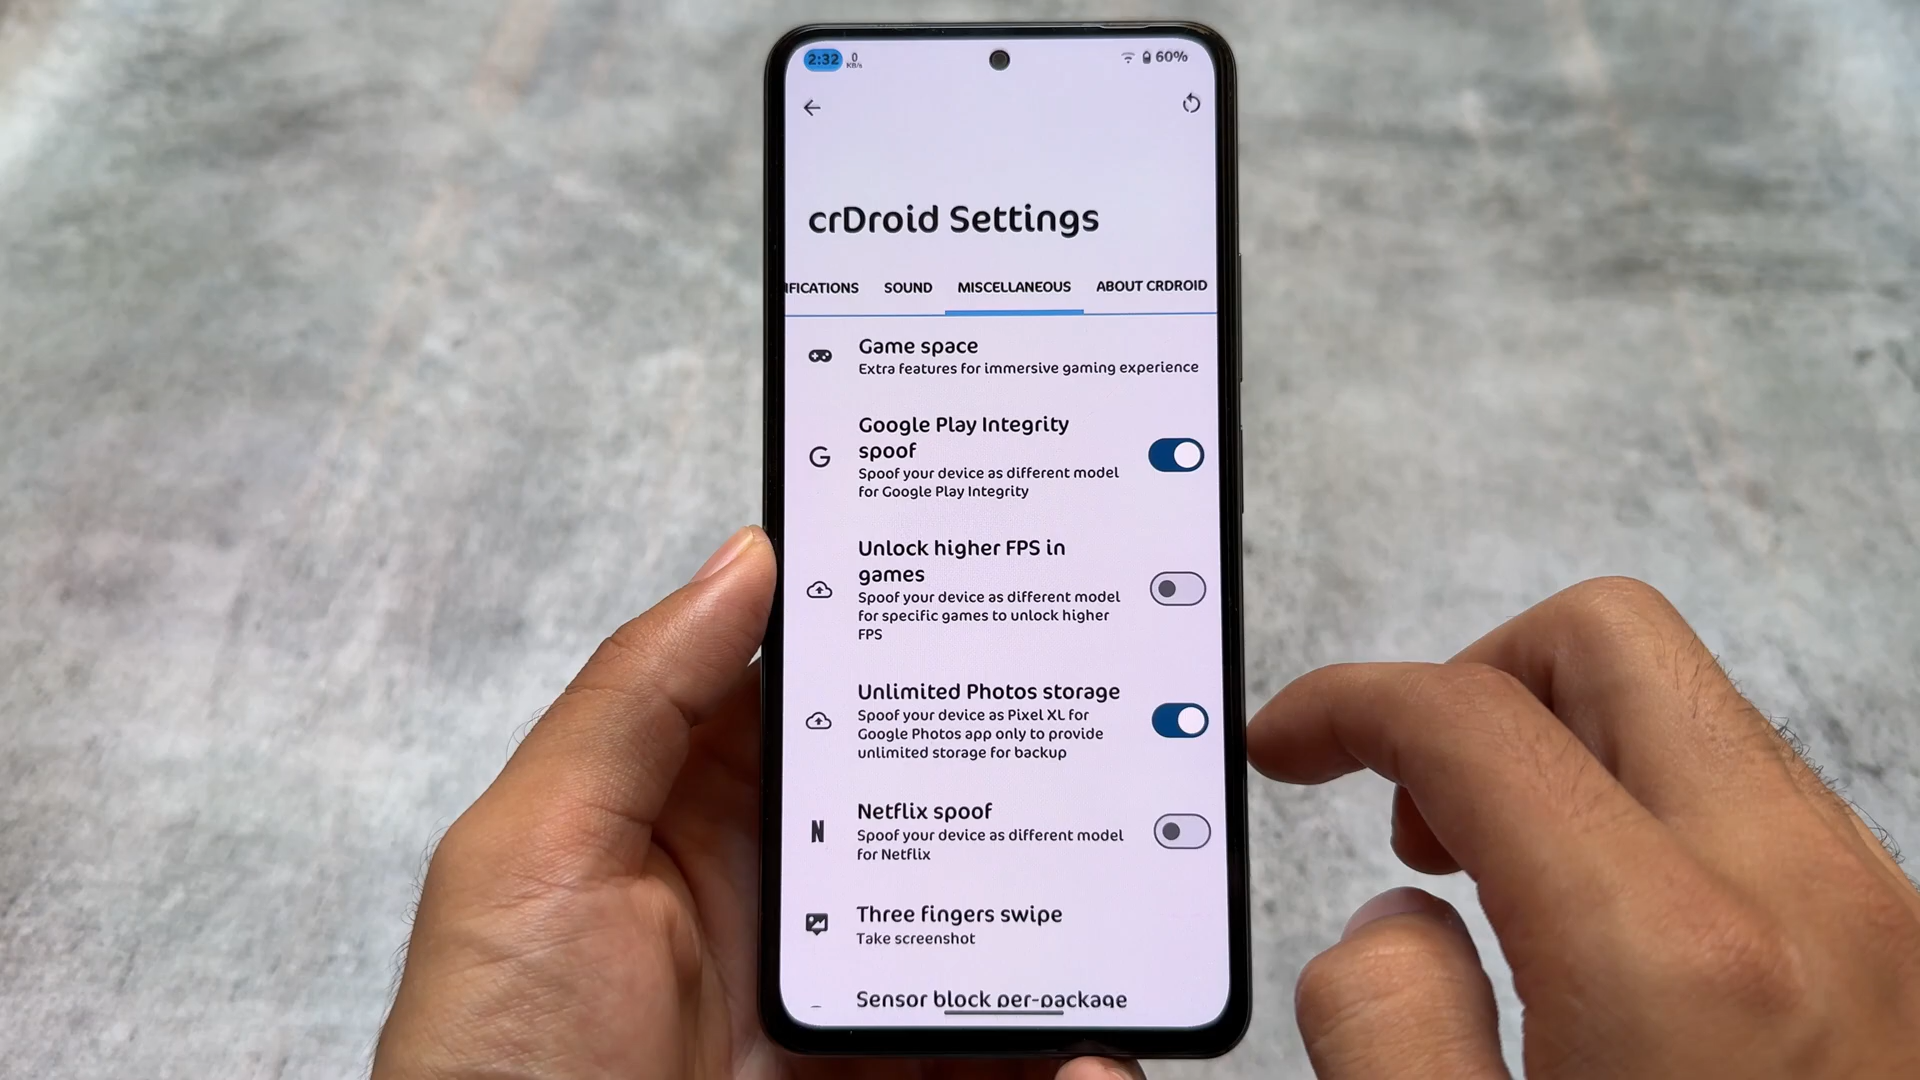 2:32 0 KB/s 60%
crDroid Settings
IFICATIONS SOUND MISCELLANEOUS ABOUT CRDROID
Game space
Extra features for immersive gaming experience
Google Play Integrity
spoof
Spoof your device as different model
for Google Play Integrity
Unlock higher FPS in
games
Spoof your device as different model
for specific games to unlock higher
FPS
Unlimited Photos storage
Spoof your device as Pixel XL for
Google Photos app only to provide
unlimited storage for backup
Netflix spoof
Spoof your device as different model
for Netflix
Three fingers swipe
Take screenshot
Sensor block per-package